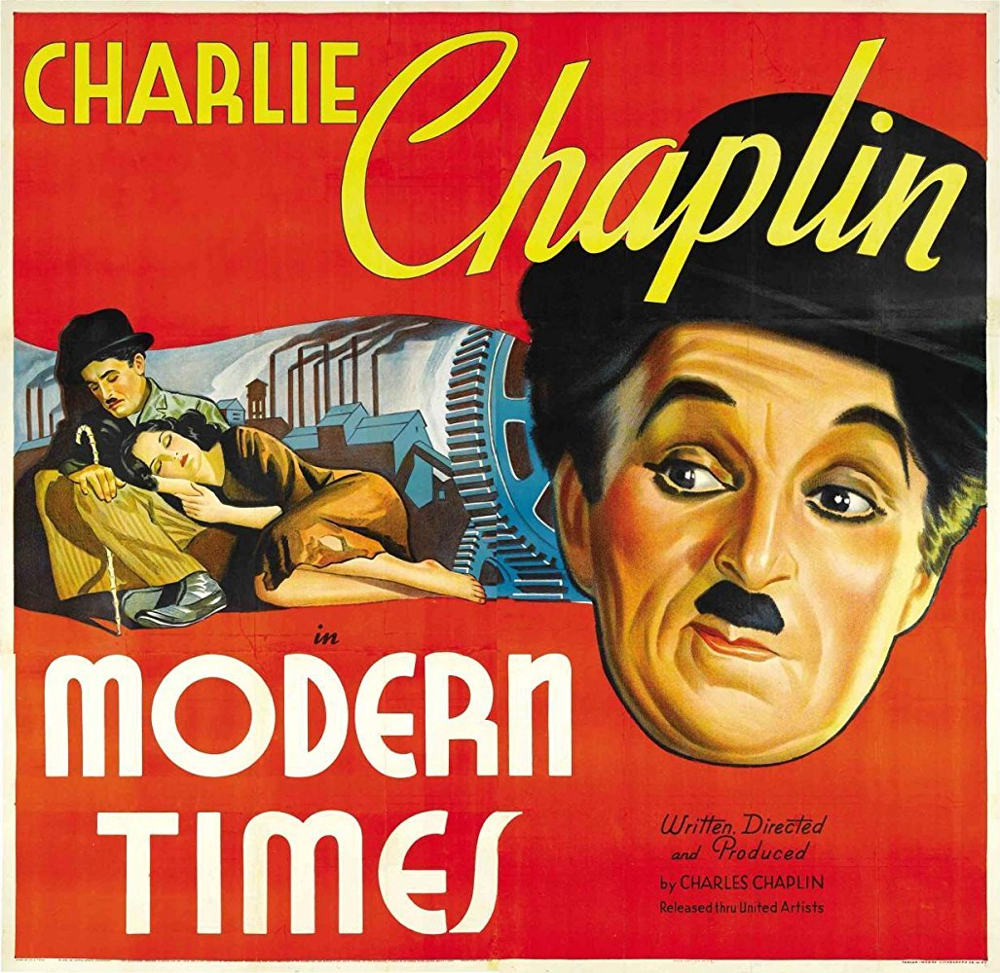 CHARLIE Chaplin
in
MODERN
TIMES
Written, Directed
and Produced
by CHARLES CHAPLIN
Released thru United Artists